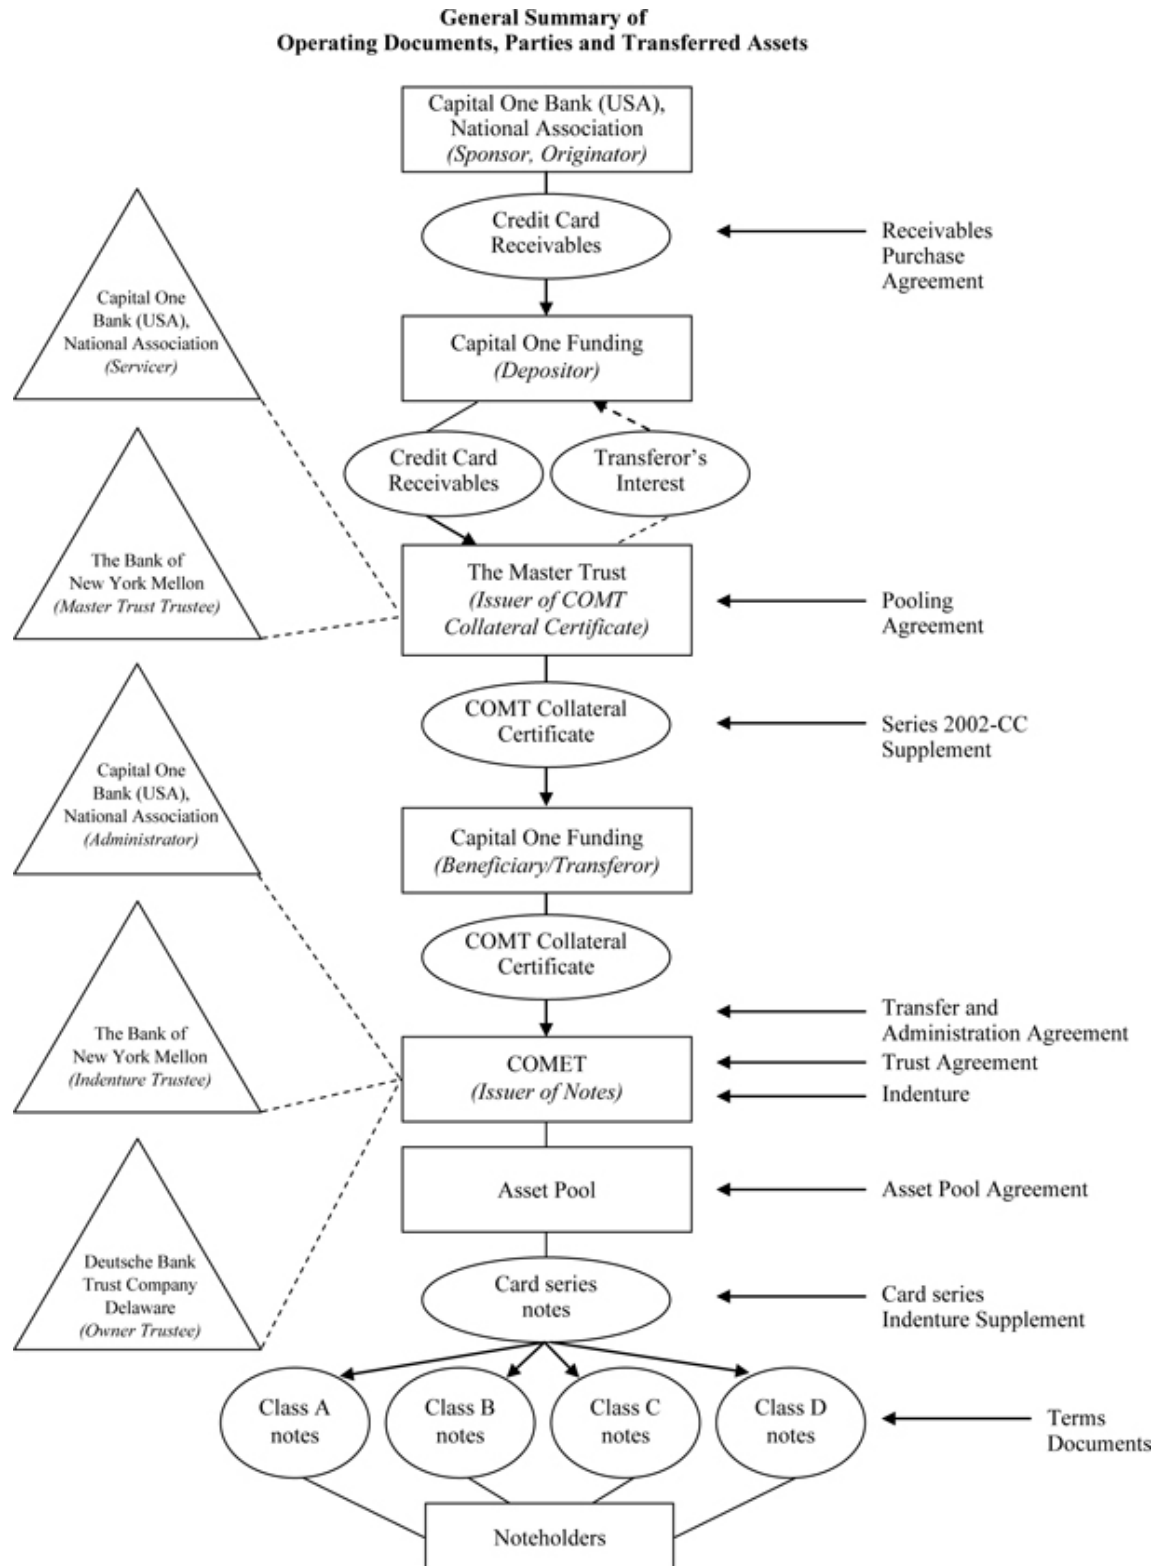 General Summary of
Operating Documents, Parties and Transferred Assets
Capital One Bank (USA),
National Association
(Sponsor, Originator)
Credit Card
Receivables
Receivables
Purchase
Agreement
Capital One
Bank (USA),
National Association
(Servicer)
Capital One Funding
(Depositor)
Credit Card
Receivables
Transferor's
Interest
The Bank of
New York Mellon
(Master Trust Trustee)
The Master Trust
(Issuer of COMT
Collateral Certificate)
Pooling
Agreement
COMT Collateral
Certificate
Series 2002-CC
Supplement
Capital One
Bank (USA),
National Association
(Administrator)
Capital One Funding
(Beneficiary/Transferor)
COMT Collateral
Certificate
The Bank of
New York Mellon
(Indenture Trustee)
COMET
(Issuer of Notes)
Transfer and
Administration Agreement
Trust Agreement
Indenture
Asset Pool
Asset Pool Agreement
Deutsche Bank
Trust Company
Delaware
(Owner Trustee)
Card series
notes
Card series
Indenture Supplement
Class A
notes
Class B
notes
Class C
notes
Class D
notes
Terms
Documents
Noteholders